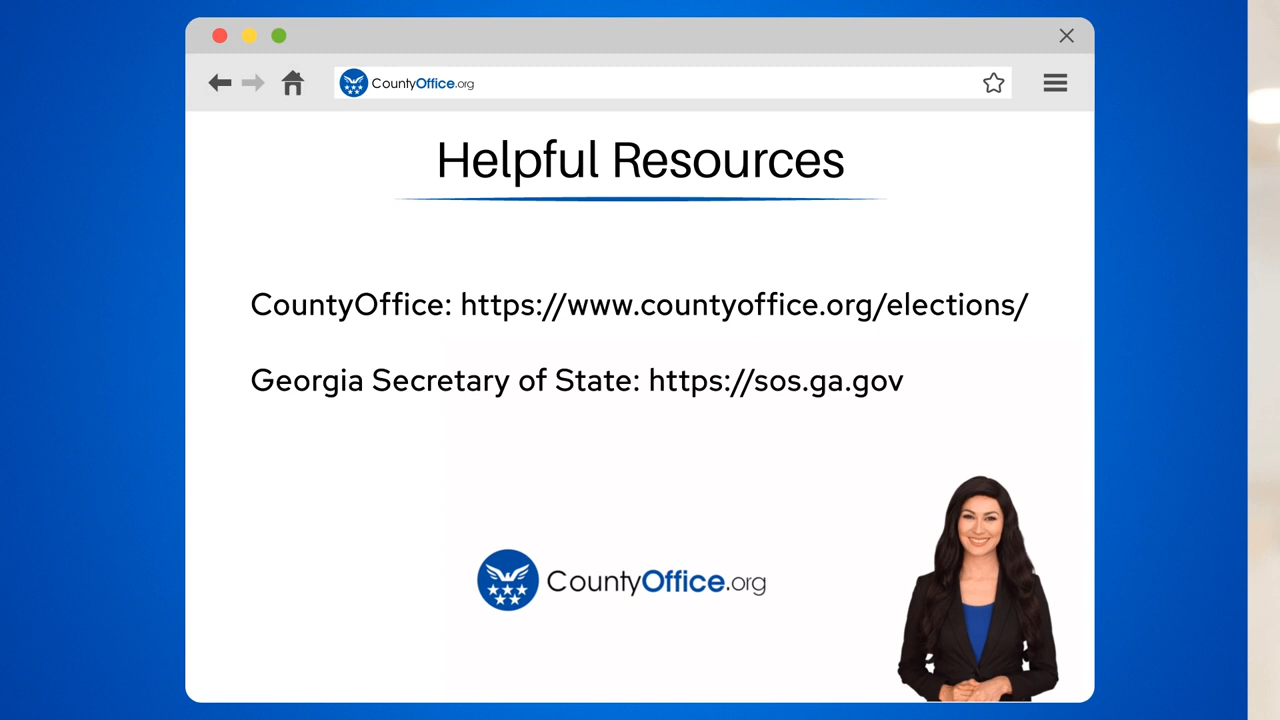 CountyOffice.org
Helpful Resources
CountyOffice: https://www.countyoffice.org/elections/
Georgia Secretary of State: https://sos.ga.gov
CountyOffice.org